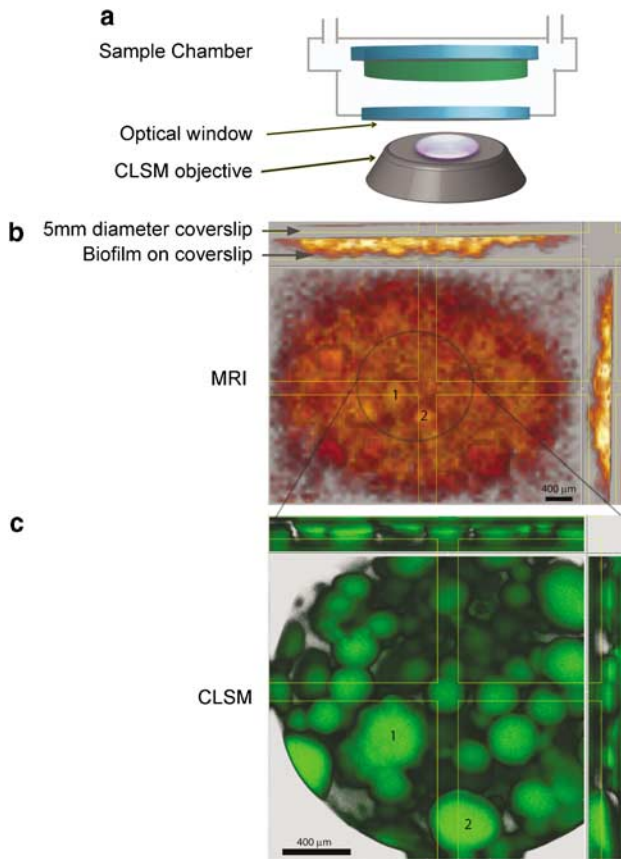 a
Sample Chamber
Optical window
CLSM objective
b
5mm diameter coverslip
Biofilm on coverslip
MRI
1
2
400 μm
c
CLSM
1
2
400 μm